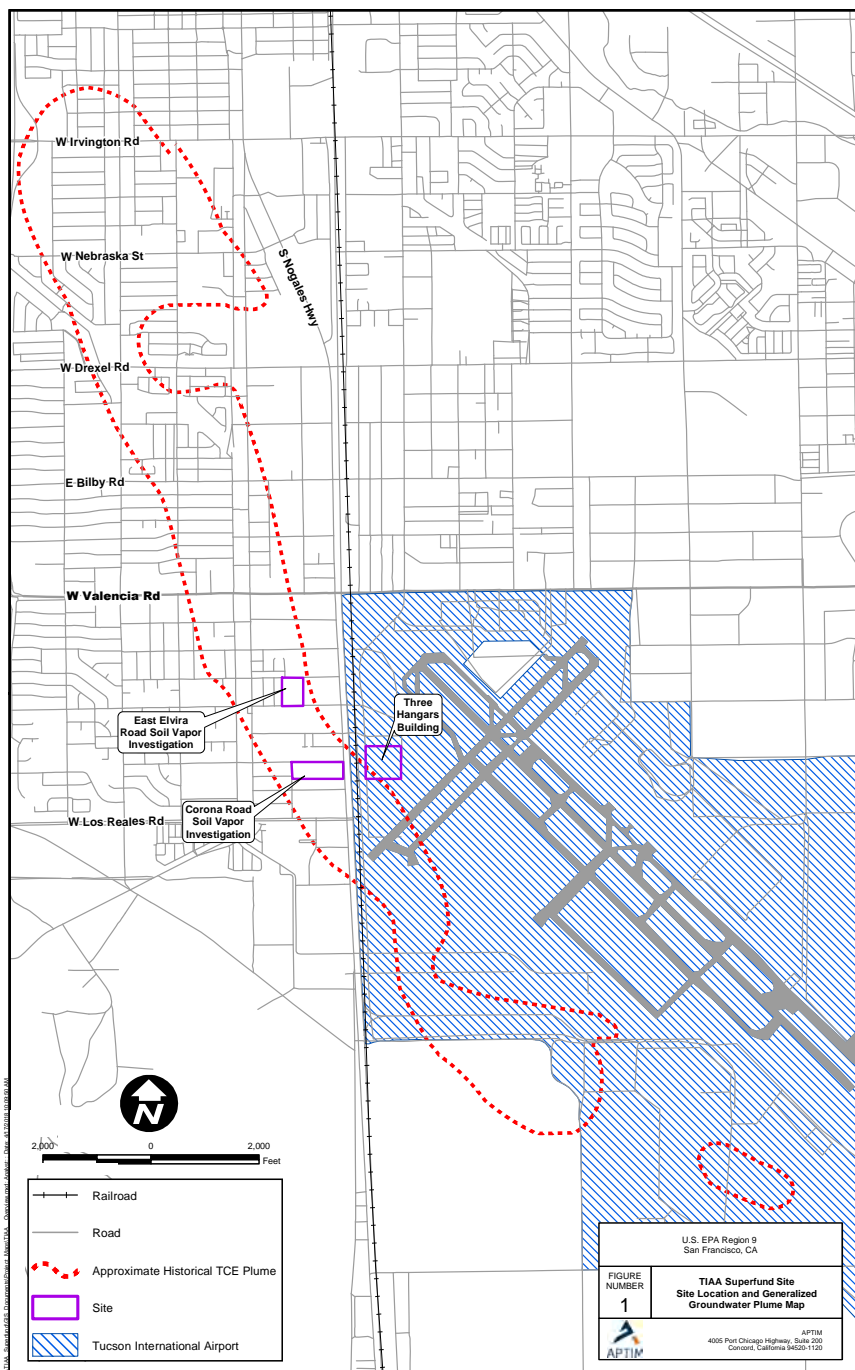 W Irvington Rd
W Nebraska St
S Nogales Hwy
W Drexel Rd
E Bilby Rd
W Valencia Rd
East Elvira
Road Soil Vapor
Investigation
Three
Hangars
Building
Corona Road
Soil Vapor
Investigation
W Los Reales Rd
N
2,000 0 2,000
Feet
Railroad
Road
Approximate Historical TCE Plume
Site
Tucson International Airport
U.S. EPA Region 9
San Francisco, CA
FIGURE
NUMBER
1
TIAA Superfund Site
Site Location and Generalized
Groundwater Plume Map
APTIM
APTIM
4005 Port Chicago Highway, Suite 200
Concord, California 94520-1120